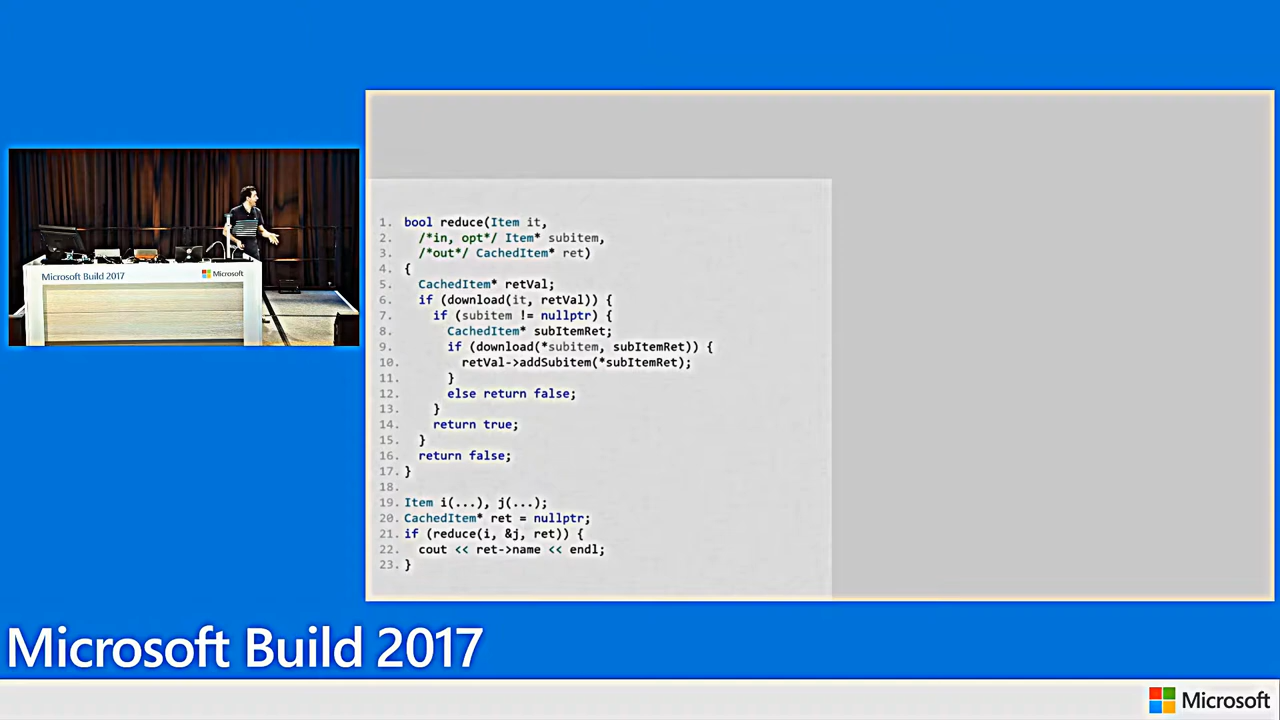 Microsoft Build 2017
Microsoft
1. bool reduce(Item it,
2. /*in, opt*/ Item* subitem,
3. /*out*/ CachedItem* ret)
4. {
5. CachedItem* retVal;
6. if (download(it, retVal)) {
7. if (subitem != nullptr) {
8. CachedItem* subItemRet;
9. if (download(*subitem, subItemRet)) {
10. retVal->addSubitem(*subItemRet);
11. }
12. else return false;
13. }
14. return true;
15. }
16. return false;
17. }
18.
19. Item i(...), j(...);
20. CachedItem* ret = nullptr;
21. if (reduce(i, &j, ret)) {
22. cout << ret->name << endl;
23. }
Microsoft Build 2017
Microsoft